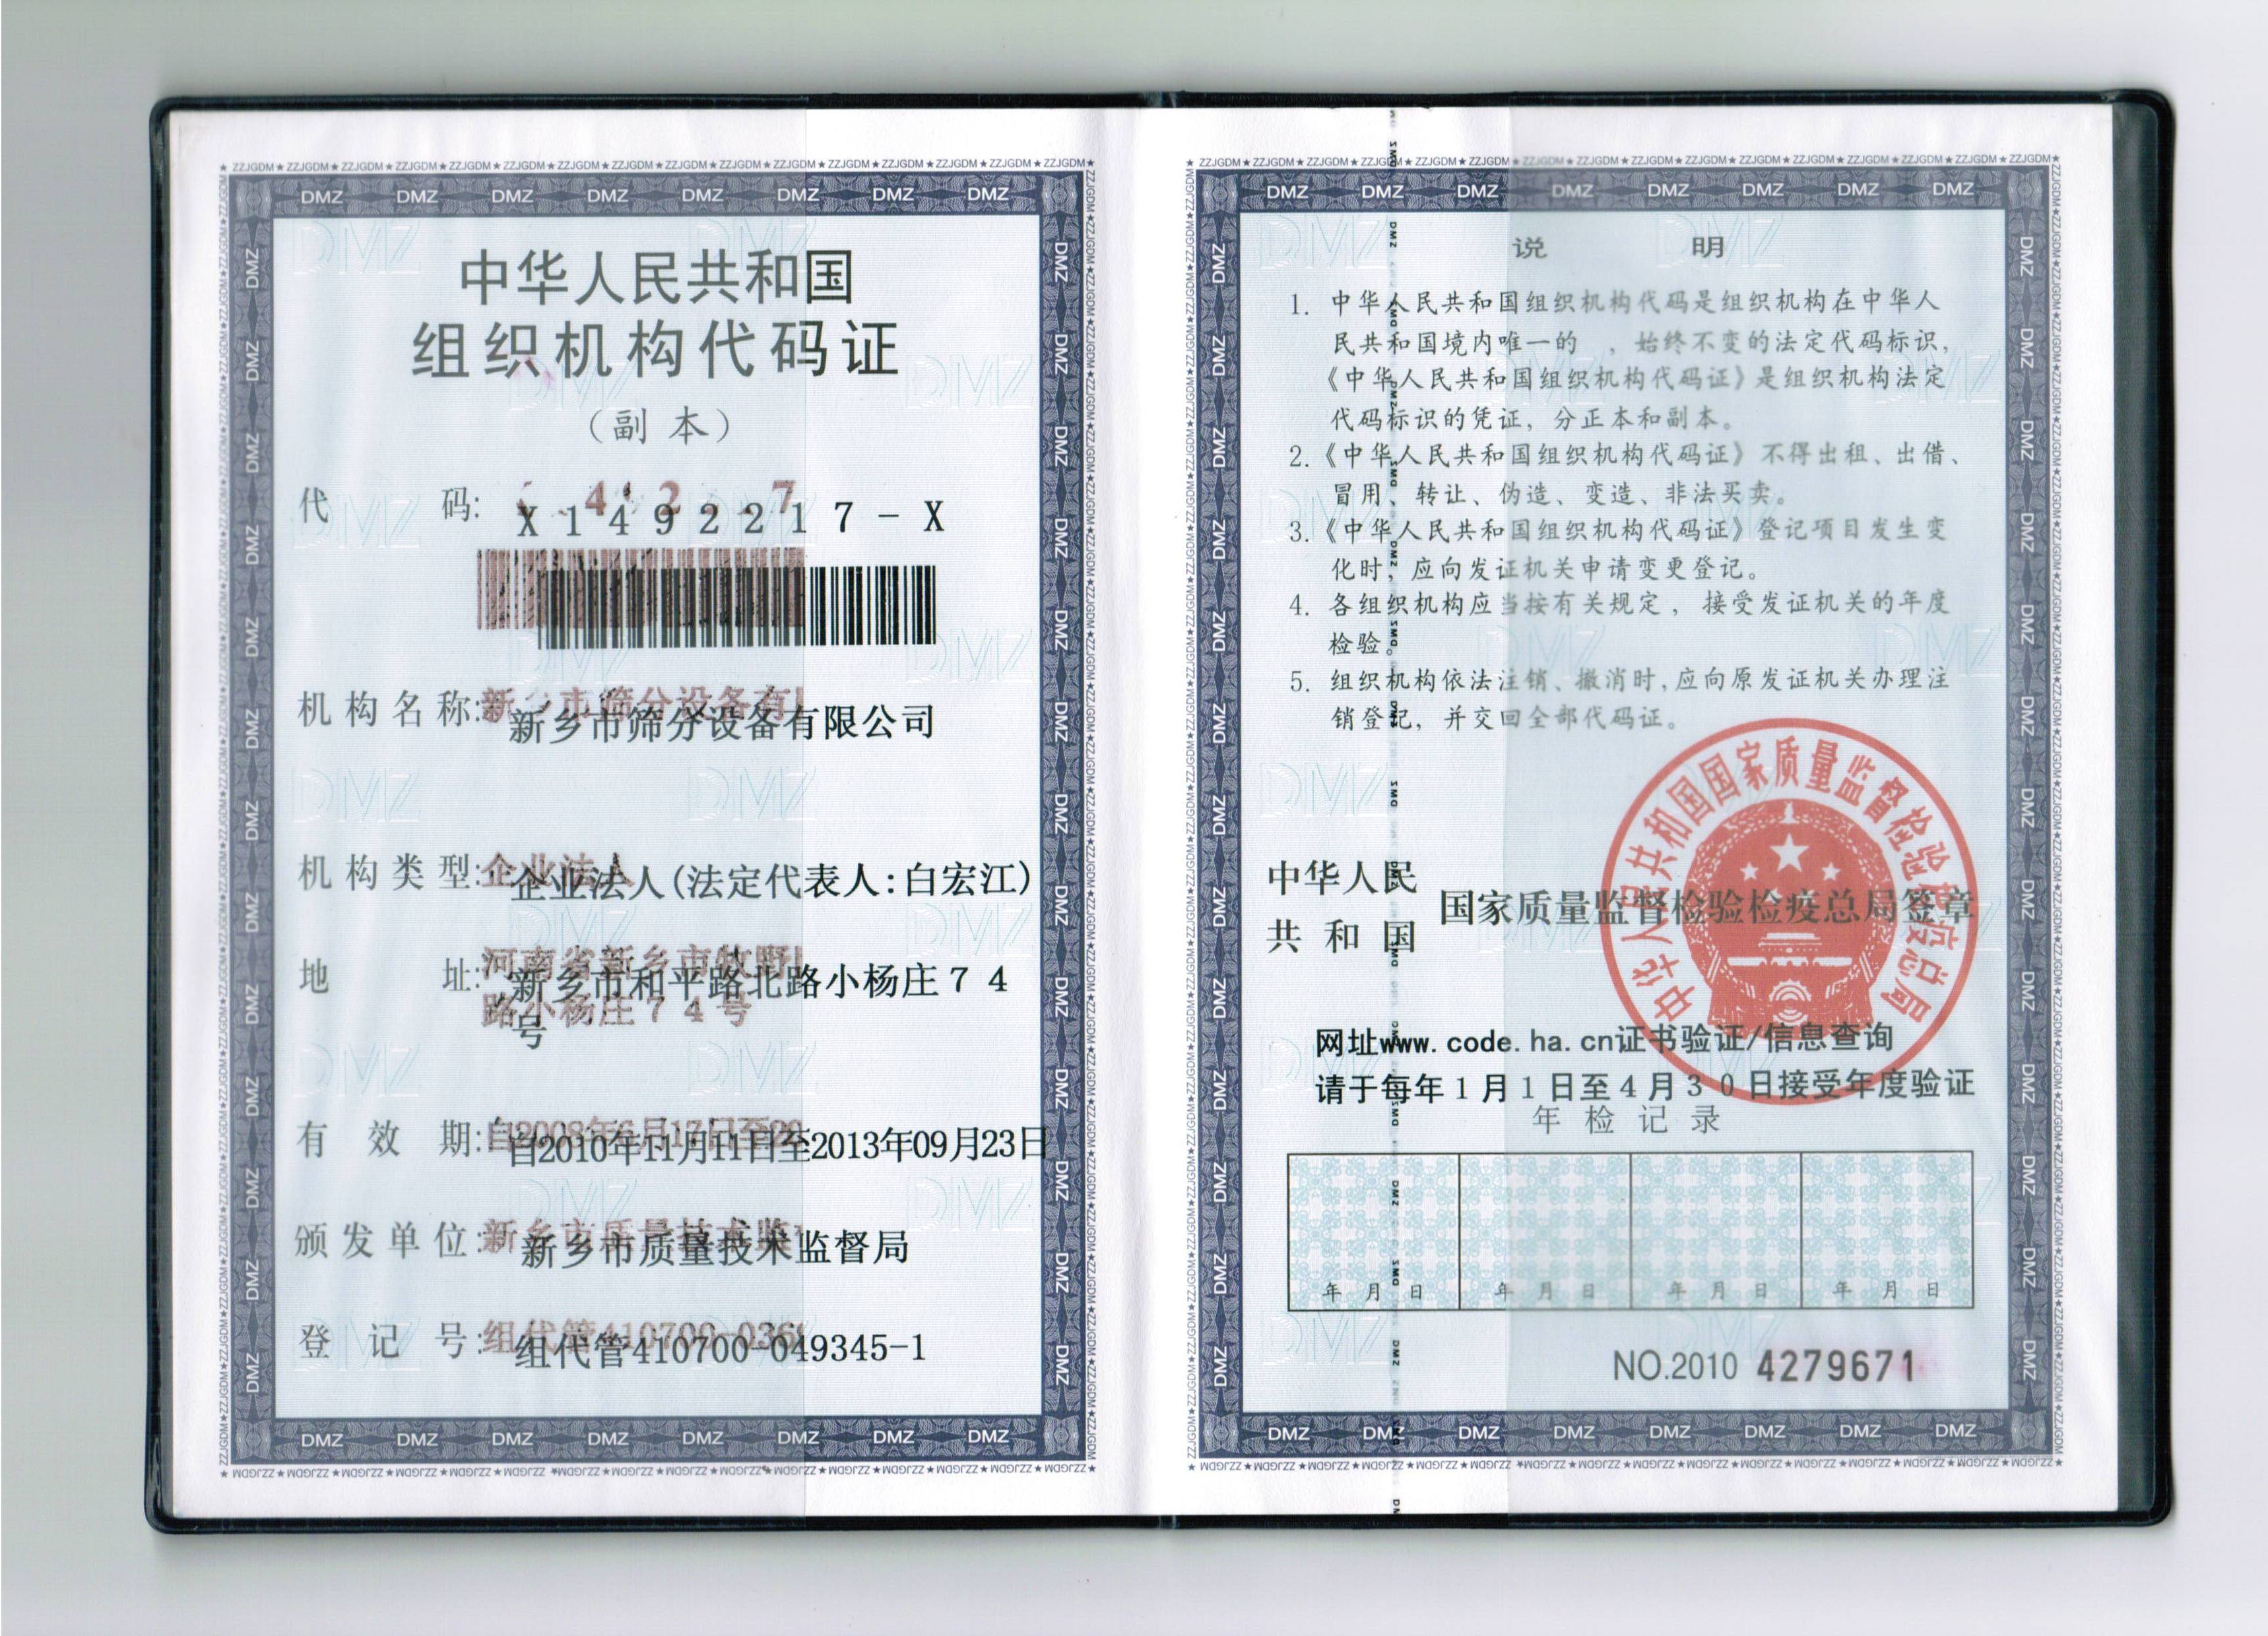 中华人民共和国
组织机构代码证
（副 本）
代 码: X1492217-X
机构名称: 新乡市筛分设备有限公司
机构类型: 企业法人(法定代表人:白宏江)
地 址: 新乡市和平路北路小杨庄74
号
有 效 期: 自2010年11月11日至2013年09月23日
颁发单位: 新乡市质量技术监督局
登 记 号: 组代管410700-049345-1
说 明
1. 中华人民共和国组织机构代码是组织机构在中华人
民共和国境内唯一的 ，始终不变的法定代码标识，
《中华人民共和国组织机构代码证》是组织机构法定
代码标识的凭证，分正本和副本。
2.《中华人民共和国组织机构代码证》不得出租、出借、
冒用、转让、伪造、变造、非法买卖。
3.《中华人民共和国组织机构代码证》登记项目发生变
化时，应向发证机关申请变更登记。
4. 各组织机构应当按有关规定，接受发证机关的年度
检验。
5. 组织机构依法注销、撤消时，应向原发证机关办理注
销登记，并交回全部代码证。
中华人民
共和国
国家质量监督检验检疫总局签章
中华人民共和国国家质量监督检验检疫总局
网址www.code.ha.cn证书验证/信息查询
请于每年1月1日至4月30日接受年度验证
年检记录
年 月 日 年 月 日 年 月 日 年 月 日
NO.2010 4279671